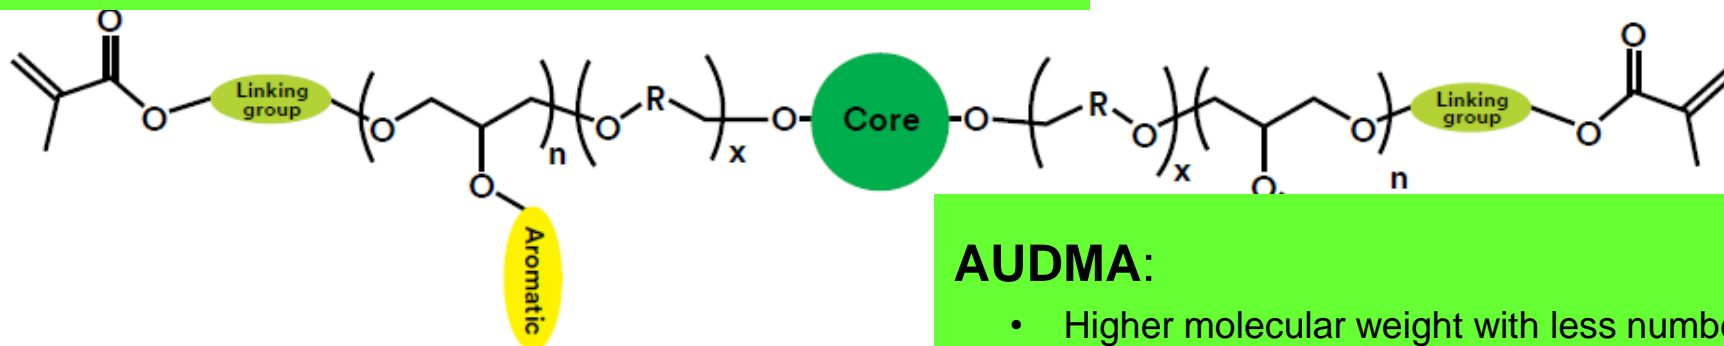 O O
Linking group Linking group
R Core R
O O O O O O O O
n x x n
O O
Aromatic
AUDMA:
• Higher molecular weight with less